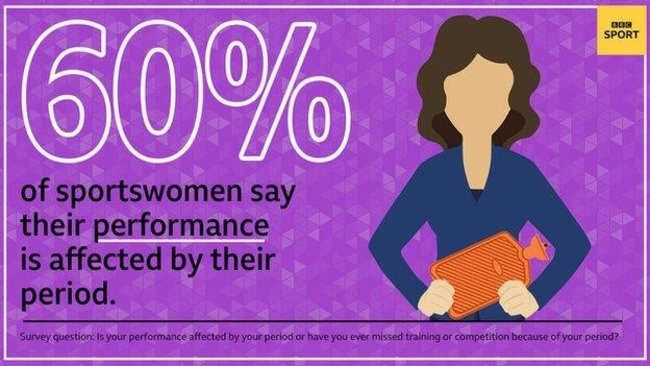 BBC
SPORT
60%
of sportswomen say
their performance
is affected by their
period.
Survey question: Is your performance affected by your period or have you ever missed training or competition because of your period?